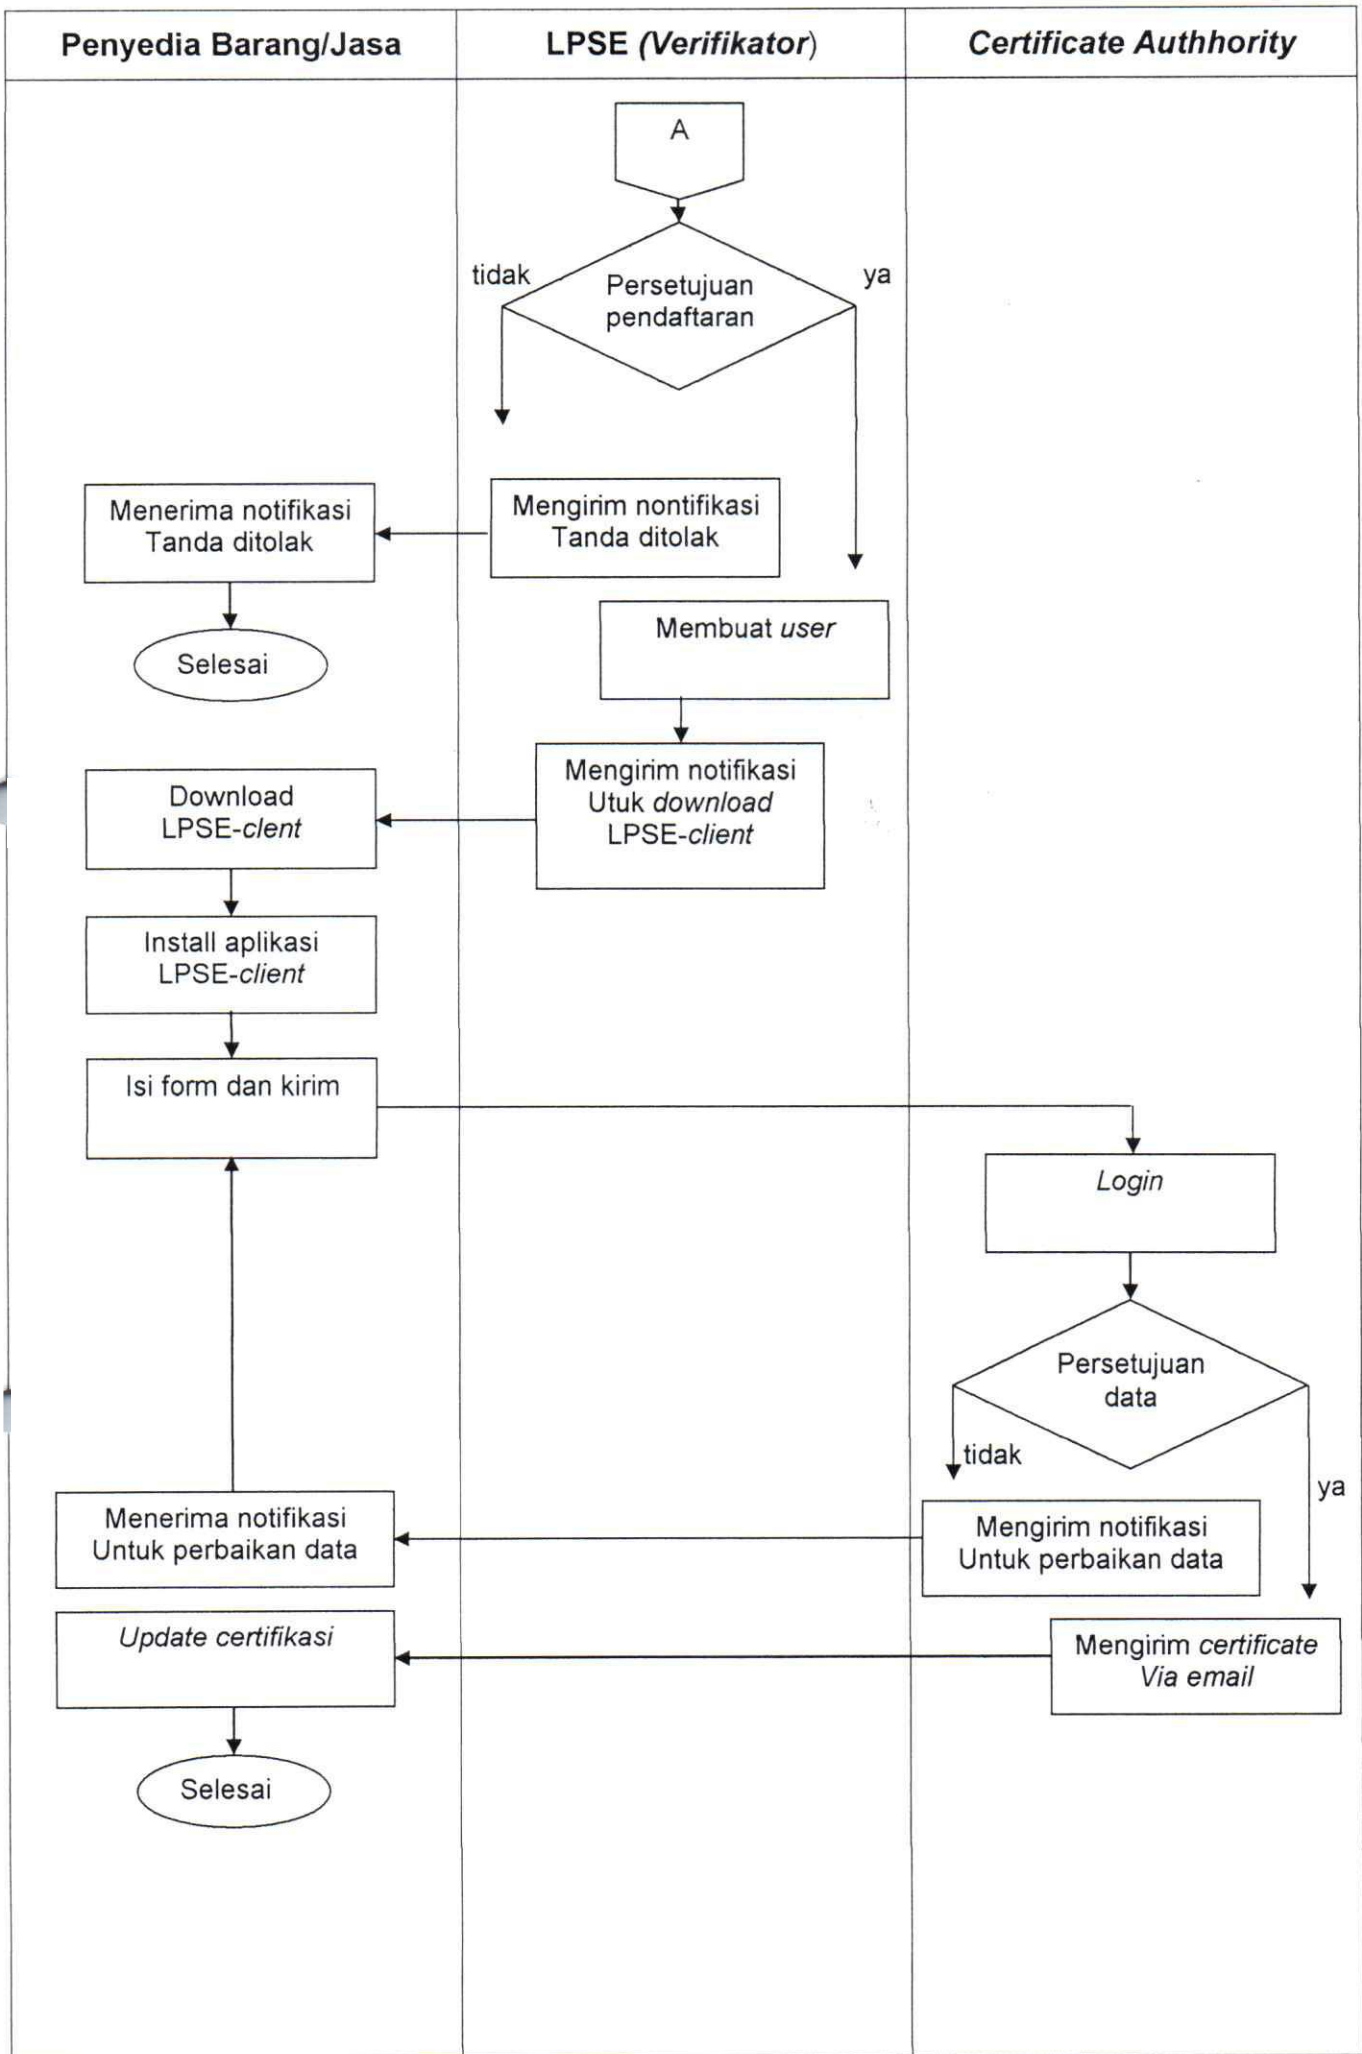 Penyedia Barang/Jasa
LPSE (Verifikator)
Certificate Authhority
A
tidak
ya
Persetujuan
pendaftaran
Menerima notifikasi
Tanda ditolak
Mengirim nontifikasi
Tanda ditolak
Selesai
Membuat user
Mengirim notifikasi
Utuk download
LPSE-client
Download
LPSE-clent
Install aplikasi
LPSE-client
Isi form dan kirim
Login
Persetujuan
data
tidak
ya
Mengirim notifikasi
Untuk perbaikan data
Menerima notifikasi
Untuk perbaikan data
Mengirim certificate
Via email
Update certifikasi
Selesai